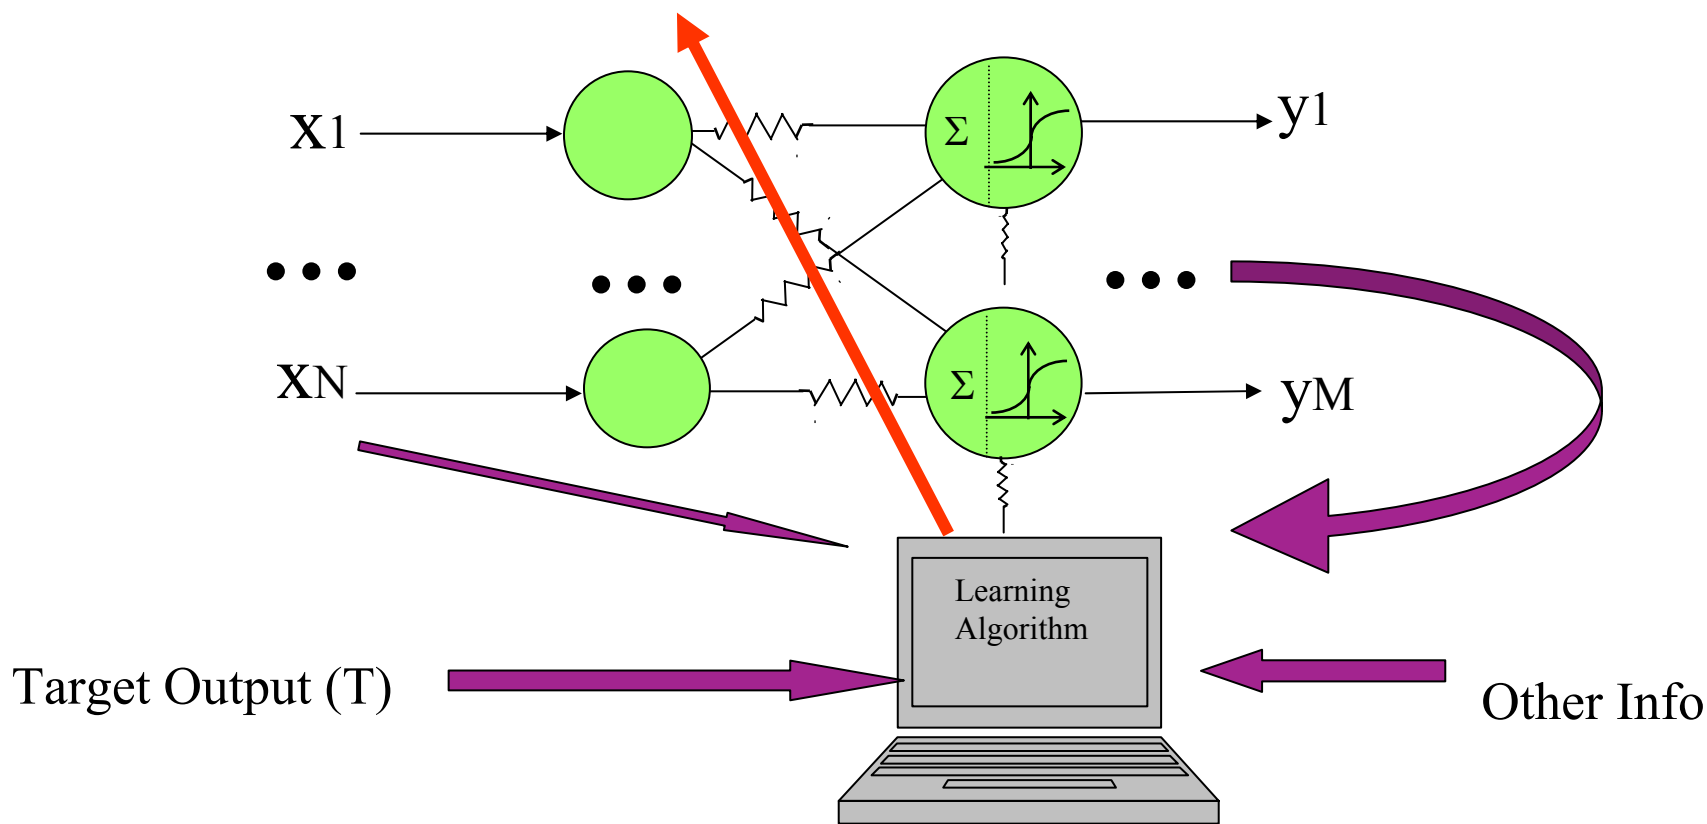 x1
Σ
y1
xN
Σ
yM
Learning
Algorithm
Target Output (T)
Other Info